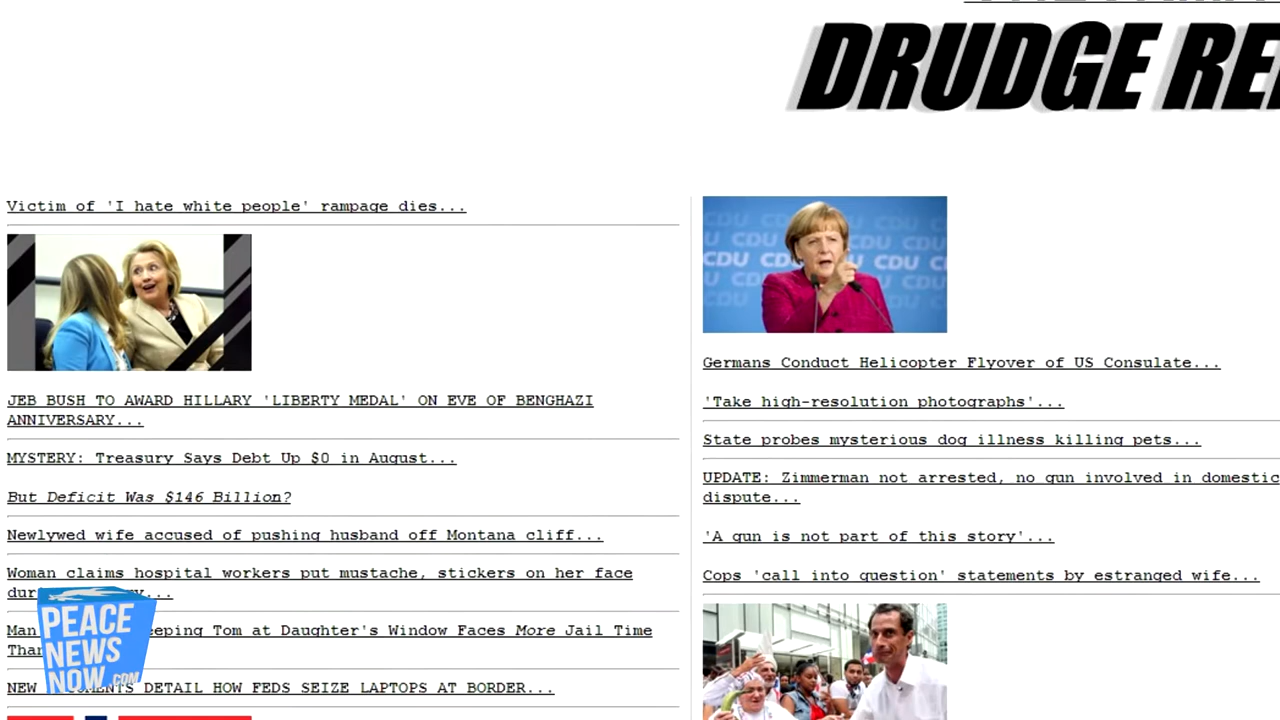 DRUDGE
Victim of 'I hate white people' rampage dies...
JEB BUSH TO AWARD HILLARY 'LIBERTY MEDAL' ON EVE OF BENGHAZI
ANNIVERSARY...
MYSTERY: Treasury Says Debt Up $0 in August...
But Deficit Was $146 Billion?
Newlywed wife accused of pushing husband off Montana cliff...
Woman claims hospital workers put mustache, stickers on her face
Man Tom at Daughter's Window Faces More Jail Time
NEW DETAIL HOW FEDS SEIZE LAPTOPS AT BORDER...
PEACE
NEWS
NOW.COM
CDU CDU CDU
CDU CDU
Germans Conduct Helicopter Flyover of US Consulate...
'Take high-resolution photographs'...
State probes mysterious dog illness killing pets...
UPDATE: Zimmerman not arrested, no gun involved in domestic
dispute...
'A gun is not part of this story'...
Cops 'call into question' statements by estranged wife...